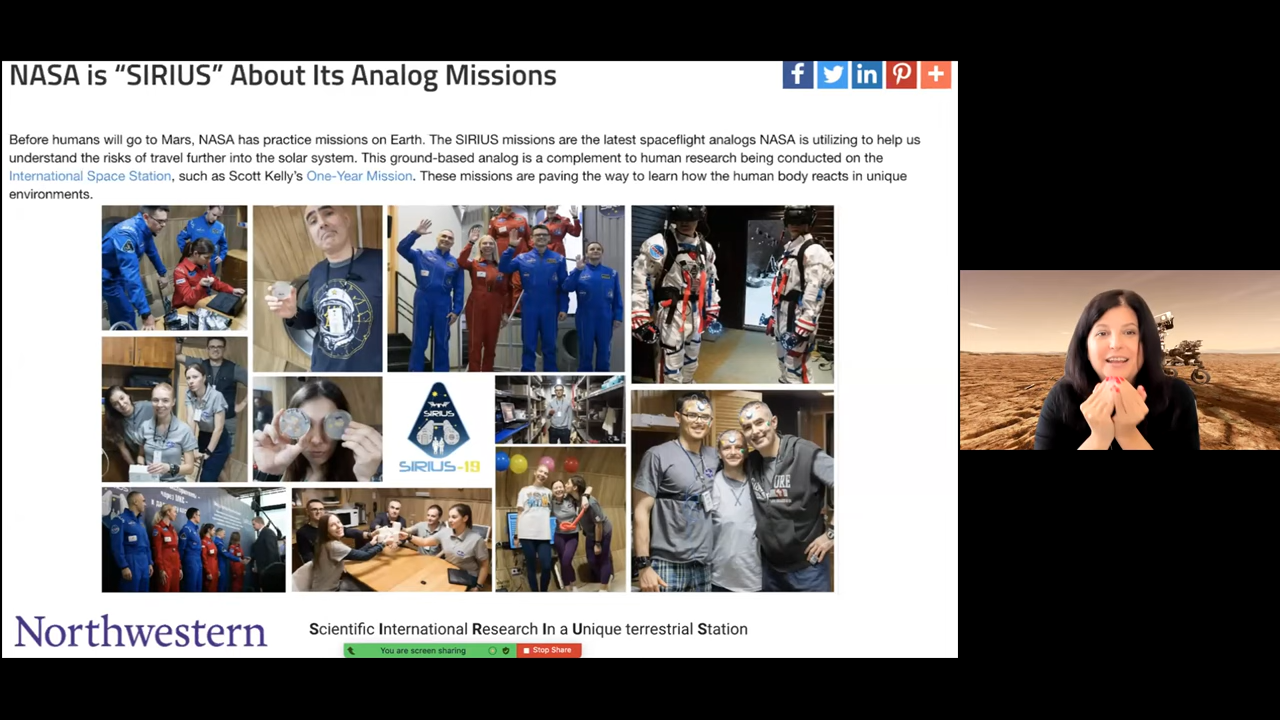 NASA is “SIRIUS” About Its Analog Missions
Before humans will go to Mars, NASA has practice missions on Earth. The SIRIUS missions are the latest spaceflight analogs NASA is utilizing to help us
understand the risks of travel further into the solar system. This ground-based analog is a complement to human research being conducted on the
International Space Station, such as Scott Kelly’s One-Year Mission. These missions are paving the way to learn how the human body reacts in unique
environments.
SIRIUS
SIRIUS-19
Northwestern
Scientific International Research In a Unique terrestrial Station
You are screen sharing
Stop Share